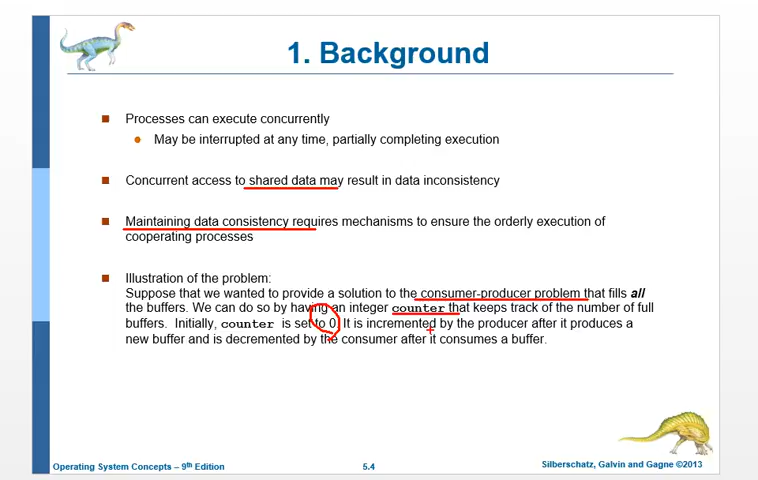 1. Background
Processes can execute concurrently
May be interrupted at any time, partially completing execution
Concurrent access to shared data may result in data inconsistency
Maintaining data consistency requires mechanisms to ensure the orderly execution of
cooperating processes
Illustration of the problem:
Suppose that we wanted to provide a solution to the consumer-producer problem that fills all
the buffers. We can do so by having an integer counter that keeps track of the number of full
buffers. Initially, counter is set to 0. It is incremented by the producer after it produces a
new buffer and is decremented by the consumer after it consumes a buffer.
Operating System Concepts – 9th Edition
5.4
Silberschatz, Galvin and Gagne ©2013